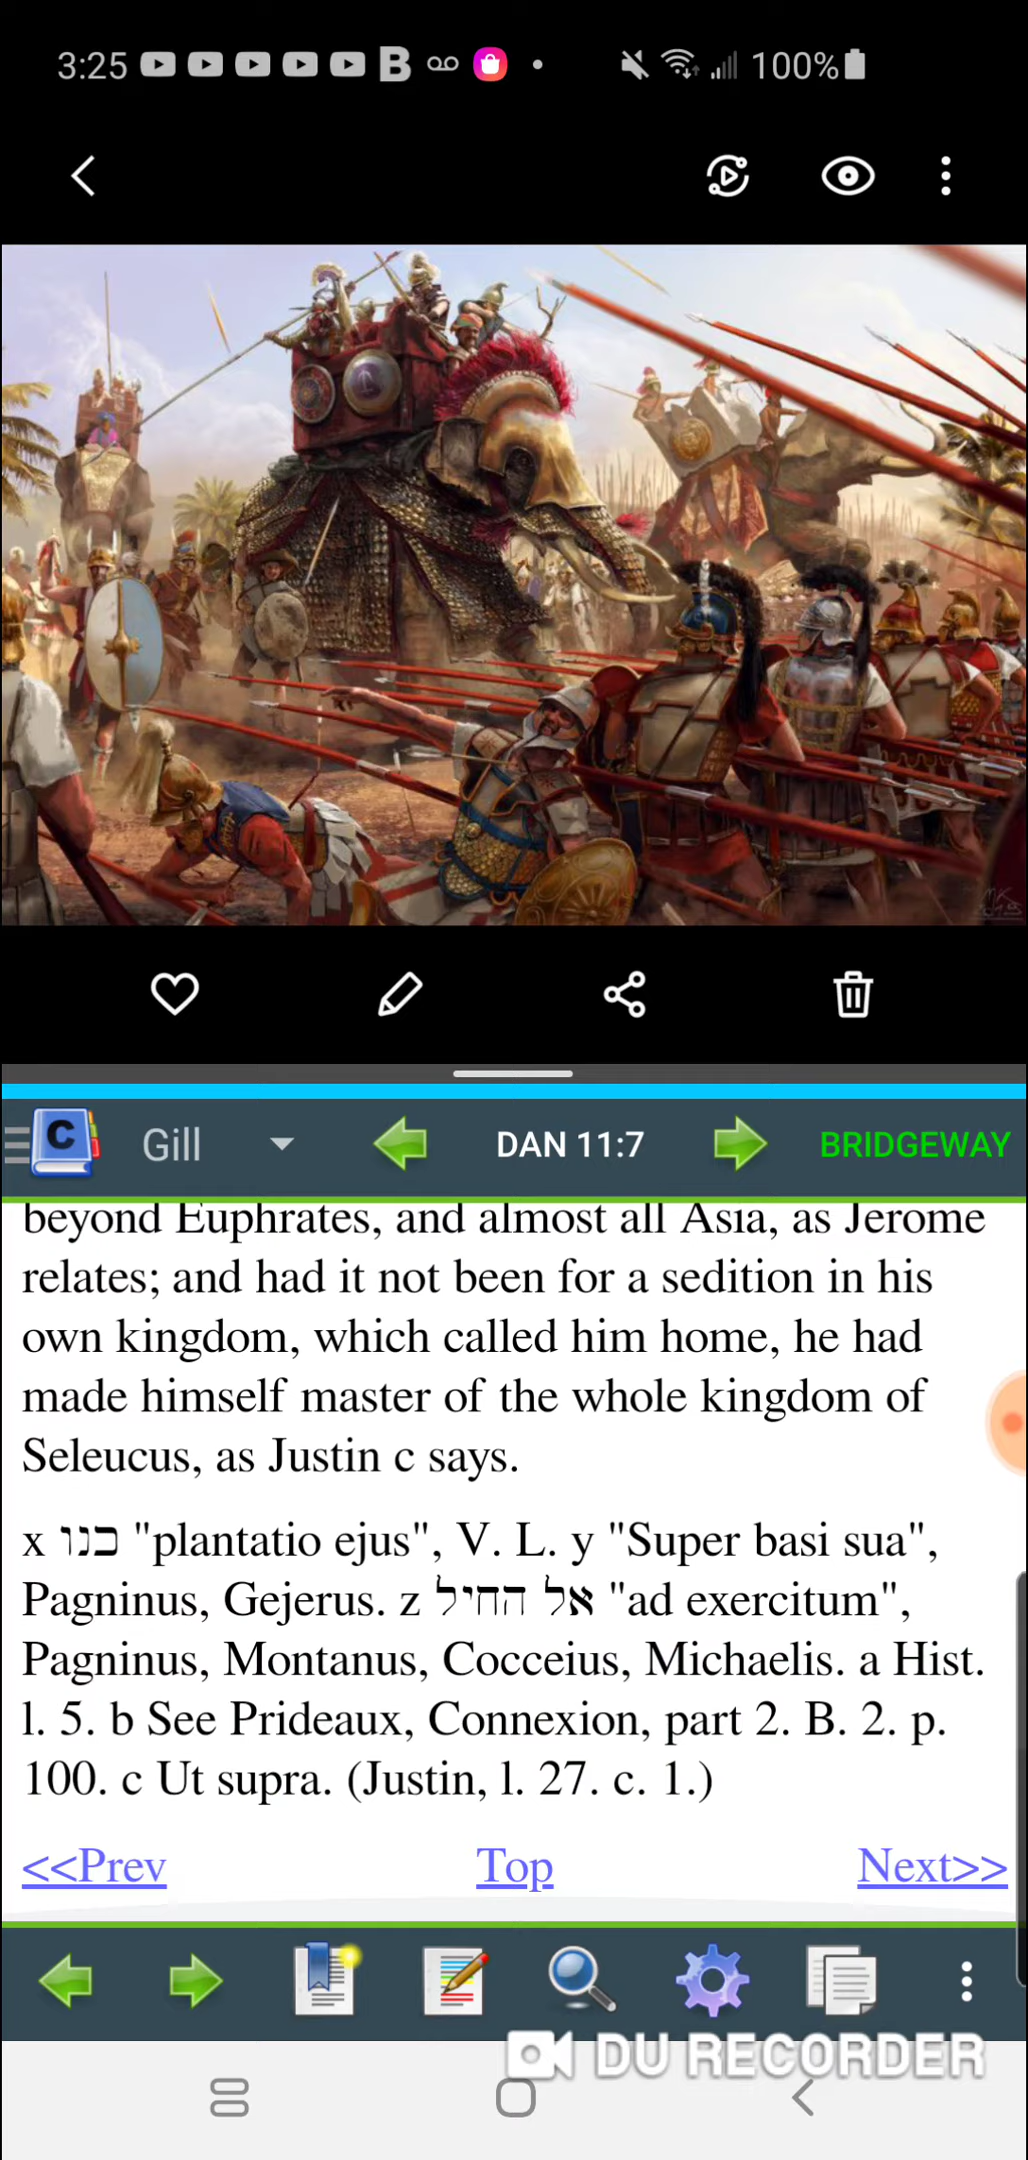 3:25 B 100%
Gill DAN 11:7 BRIDGEWAY
beyond Euphrates, and almost all Asia, as Jerome
relates; and had it not been for a sedition in his
own kingdom, which called him home, he had
made himself master of the whole kingdom of
Seleucus, as Justin c says.
x כנו "plantatio ejus", V. L. y "Super basi sua",
Pagninus, Gejerus. z אל החיל "ad exercitum",
Pagninus, Montanus, Cocceius, Michaelis. a Hist.
l. 5. b See Prideaux, Connexion, part 2. B. 2. p.
100. c Ut supra. (Justin, l. 27. c. 1.)
<<Prev Top Next>>
DU RECORDER